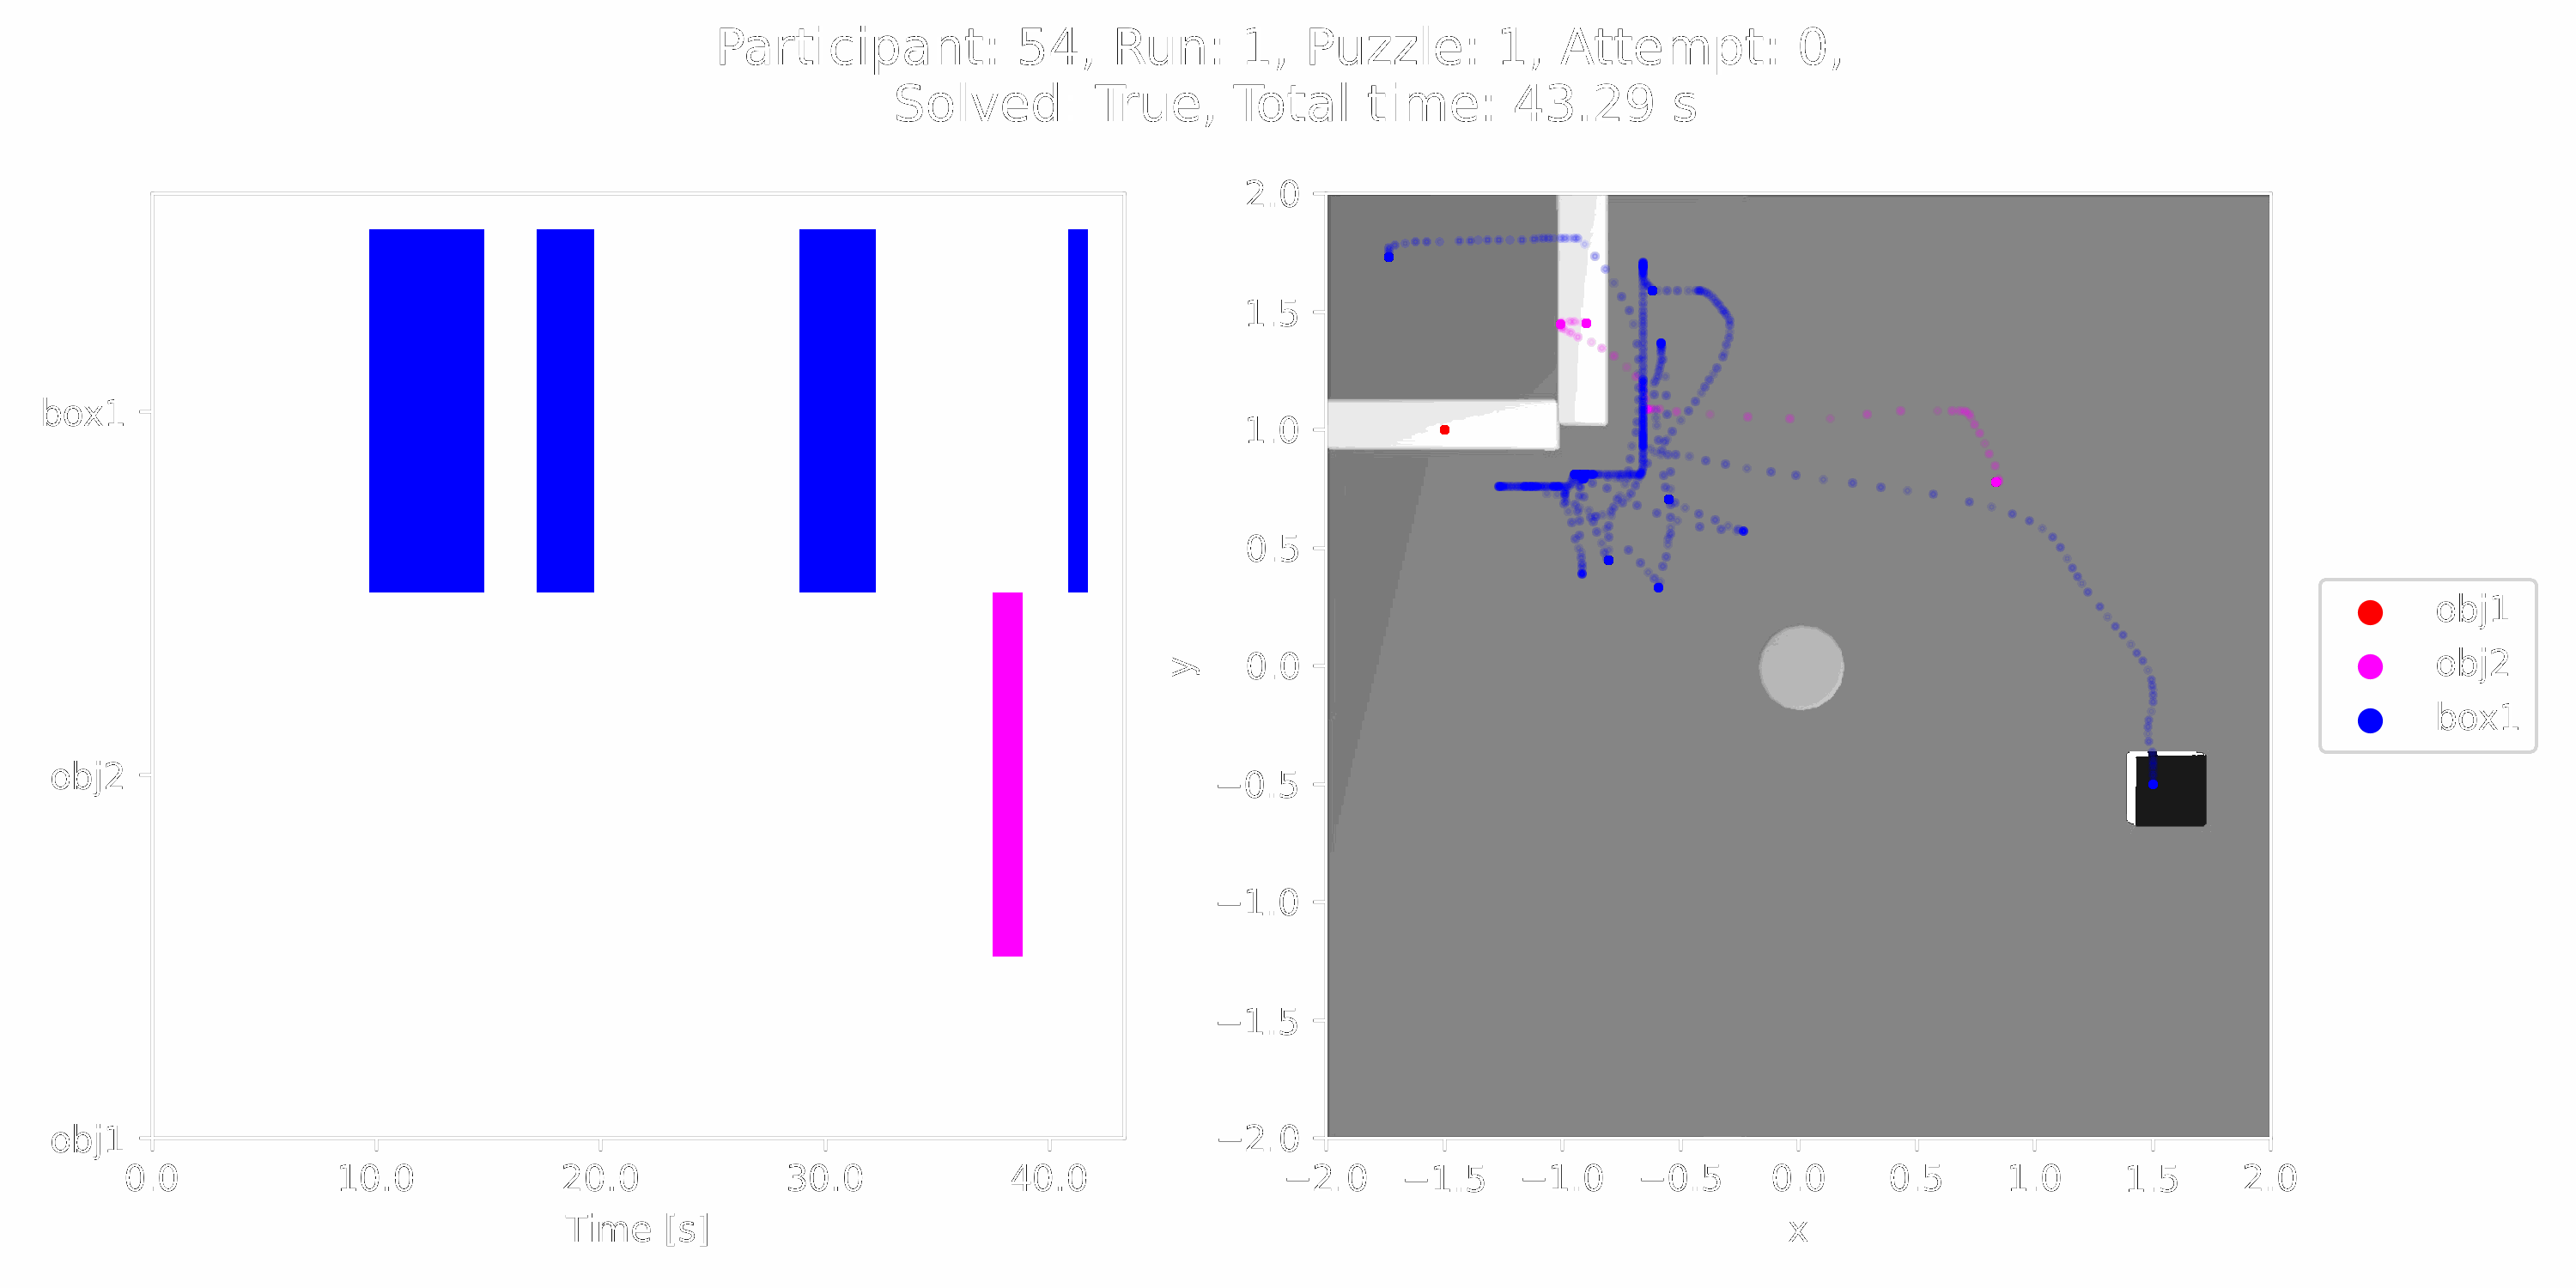 Participant: 54, Run: 1, Puzzle: 1, Attempt: 0,
Solved True, Total time: 43.29 s
box1
obj2
obj1
0.0 10.0 20.0 30.0 40.0
Time [s]
y
2.0
1.5
1.0
0.5
0.0
−0.5
−1.0
−1.5
−2.0
−2.0 −1.5 −1.0 −0.5 0.0 0.5 1.0 1.5 2.0
x
obj1
obj2
box1